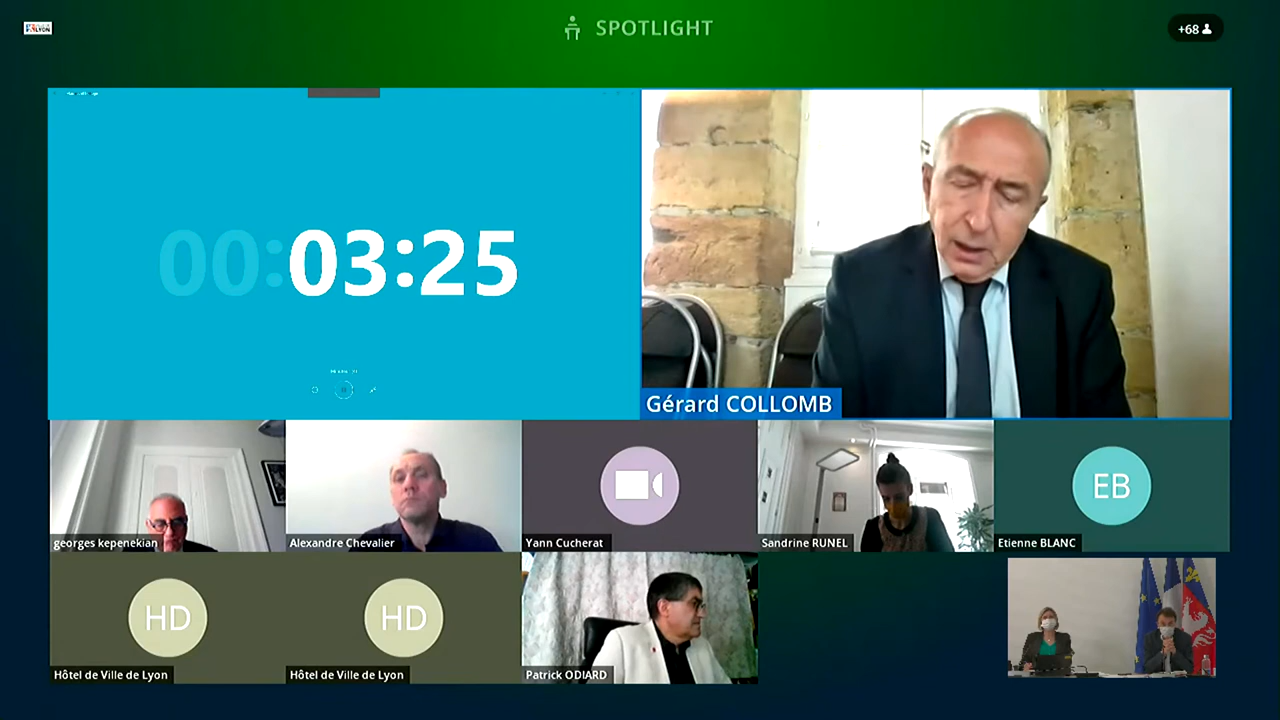 LYON
SPOTLIGHT
+68
00:03:25
Gérard COLLOMB
georges kepenekian
Alexandre Chevalier
Yann Cucherat
Sandrine RUNEL
EB
Etienne BLANC
HD
Hôtel de Ville de Lyon
HD
Hôtel de Ville de Lyon
Patrick ODIARD